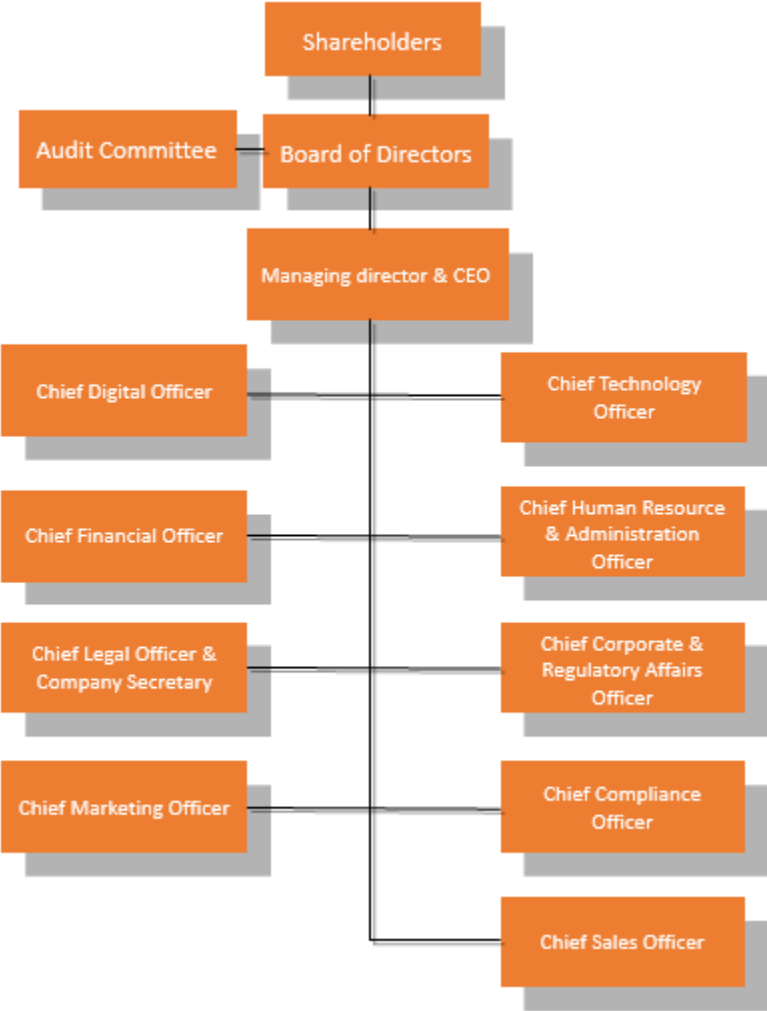 Shareholders
Audit Committee
Board of Directors
Managing director & CEO
Chief Digital Officer
Chief Technology
Officer
Chief Financial Officer
Chief Human Resource
& Administration
Officer
Chief Legal Officer &
Company Secretary
Chief Corporate &
Regulatory Affairs
Officer
Chief Marketing Officer
Chief Compliance
Officer
Chief Sales Officer